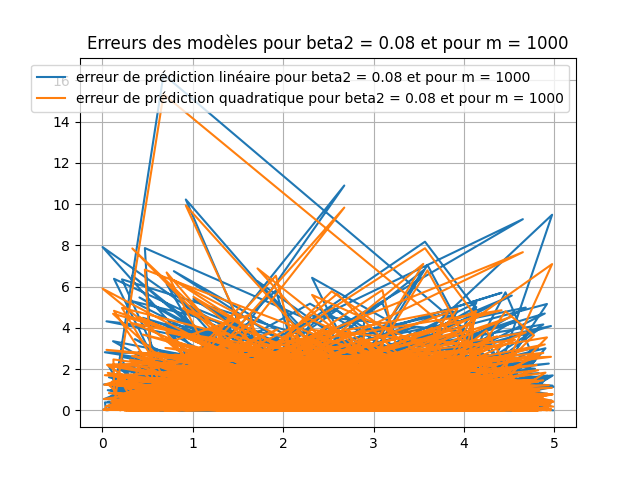 Erreurs des modèles pour beta2 = 0.08 et pour m = 1000
erreur de prédiction linéaire pour beta2 = 0.08 et pour m = 1000
erreur de prédiction quadratique pour beta2 = 0.08 et pour m = 1000
16
14
12
10
8
6
4
2
0
0 1 2 3 4 5